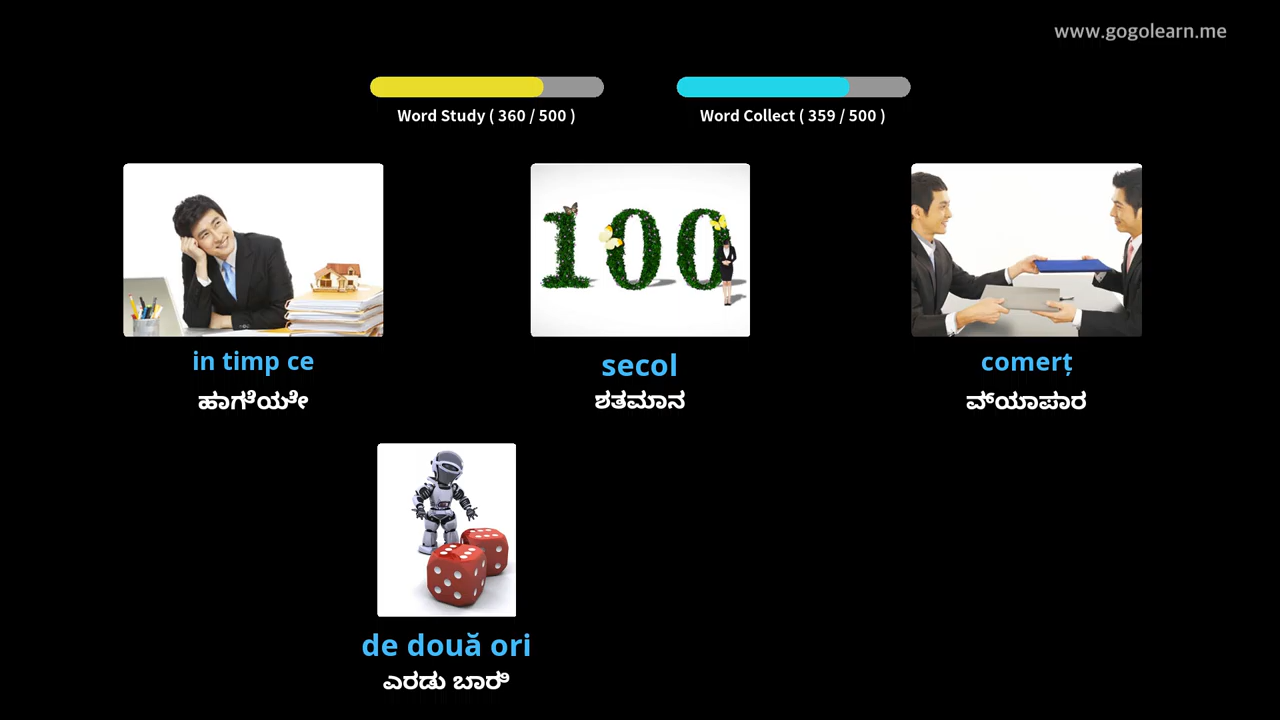 www.gogolearn.me
Word Study ( 360 / 500 )
Word Collect ( 359 / 500 )
in timp ce
ಹಾಗೆಯೇ
secol
ಶತಮಾನ
comerț
ವ್ಯಾಪಾರ
de două ori
ಎರಡು ಬಾರಿ